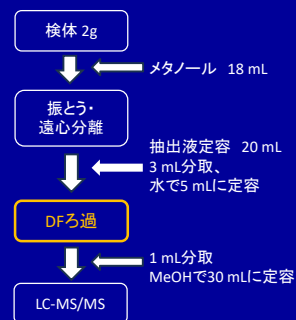 検体 2g
メタノール 18 mL
振とう・
遠心分離
抽出液定容 20 mL
3 mL分取、
水で5 mLに定容
DFろ過
1 mL分取
MeOHで30 mLに定容
LC-MS/MS